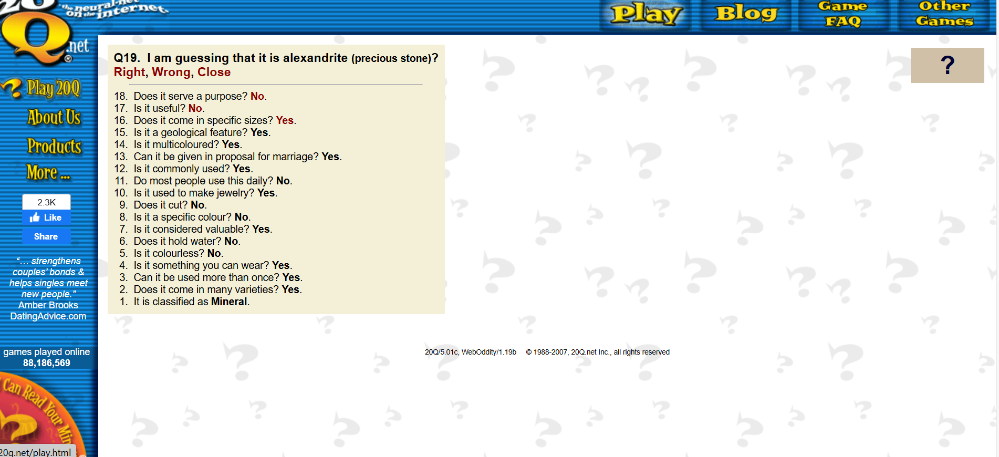 20
the neural-net
on the internet.
Q.net®
Play
Blog
Game
FAQ
Other
Games
Play 20Q
About Us
Products
More ...
2.3K
Like
Share
“... strengthens
couples’ bonds &
helps singles meet
new people.”
Amber Brooks
DatingAdvice.com
games played online
88,186,569
Can Read Your Min
20q.net/play.html
Q19. I am guessing that it is alexandrite (precious stone)?
Right, Wrong, Close
18. Does it serve a purpose? No.
17. Is it useful? No.
16. Does it come in specific sizes? Yes.
15. Is it a geological feature? Yes.
14. Is it multicoloured? Yes.
13. Can it be given in proposal for marriage? Yes.
12. Is it commonly used? Yes.
11. Do most people use this daily? No.
10. Is it used to make jewelry? Yes.
9. Does it cut? No.
8. Is it a specific colour? No.
7. Is it considered valuable? Yes.
6. Does it hold water? No.
5. Is it colourless? No.
4. Is it something you can wear? Yes.
3. Can it be used more than once? Yes.
2. Does it come in many varieties? Yes.
1. It is classified as Mineral.
?
20Q/5.01c, WebOddity/1.19b © 1988-2007, 20Q.net Inc., all rights reserved